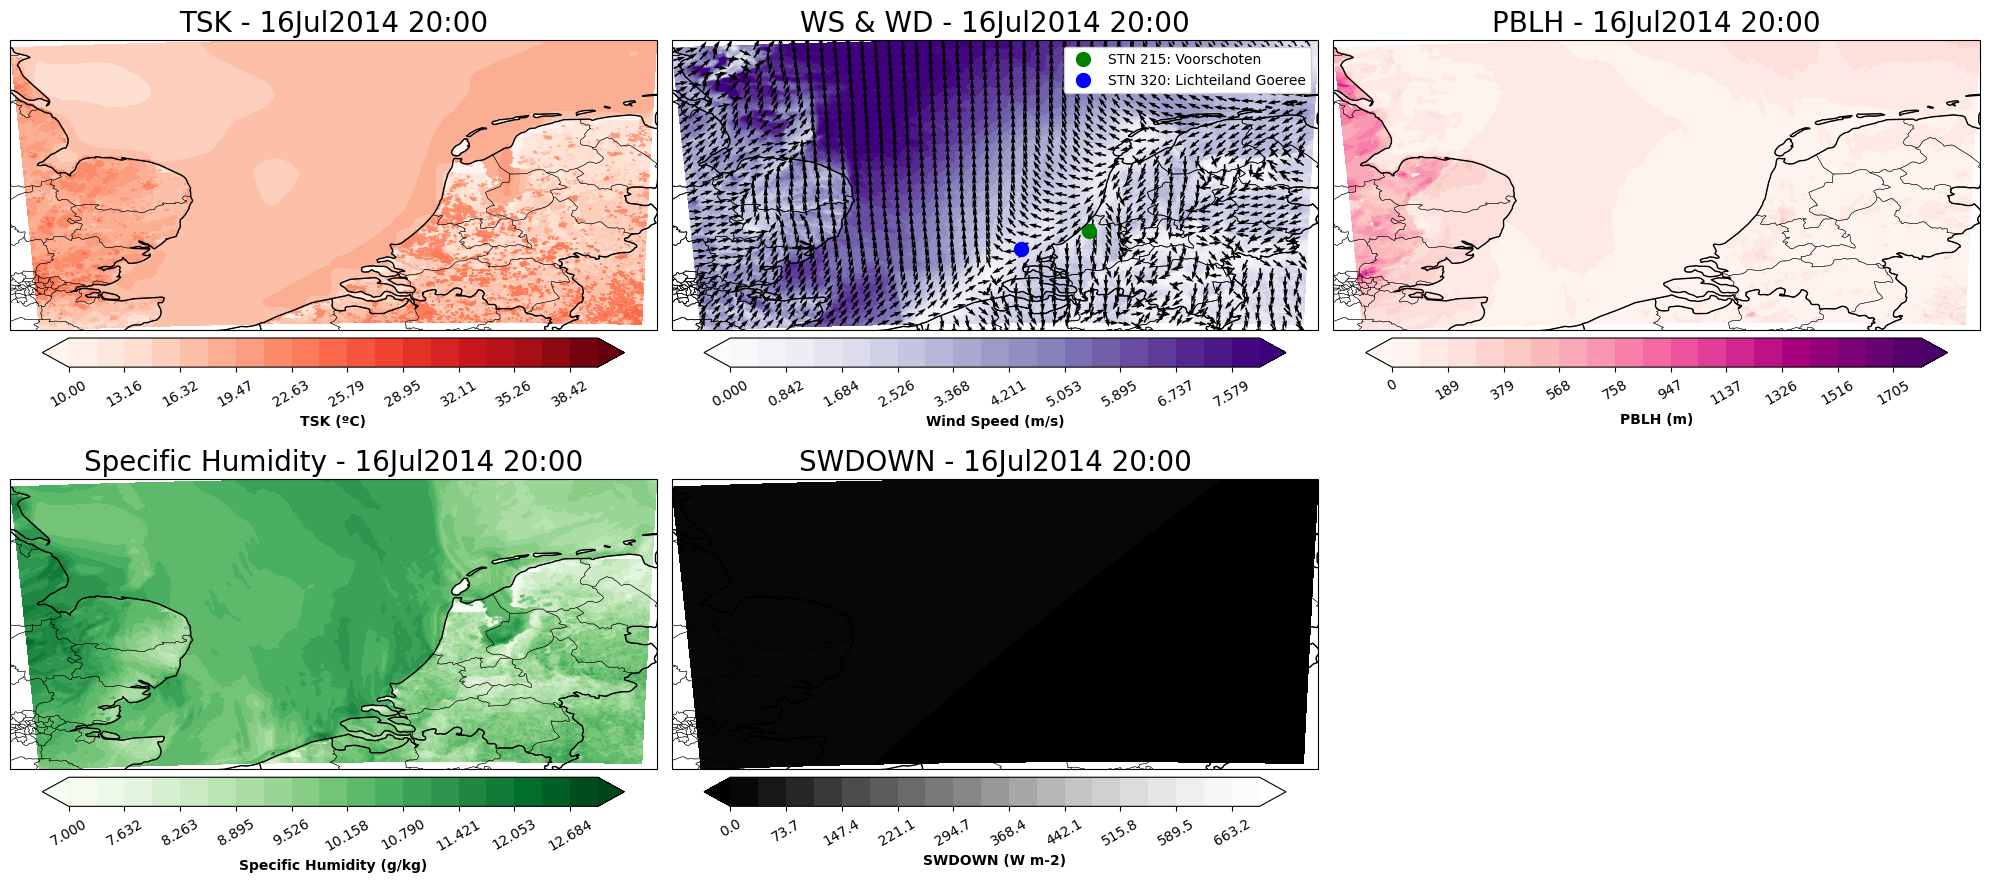 TSK - 16Jul2014 20:00
WS & WD - 16Jul2014 20:00
PBLH - 16Jul2014 20:00
STN 215: Voorschoten
STN 320: Lichteiland Goeree
10.00 13.16 16.32 19.47 22.63 25.79 28.95 32.11 35.26 38.42
TSK (ºC)
0.000 0.842 1.684 2.526 3.368 4.211 5.053 5.895 6.737 7.579
Wind Speed (m/s)
0 189 379 568 758 947 1137 1326 1516 1705
PBLH (m)
Specific Humidity - 16Jul2014 20:00
SWDOWN - 16Jul2014 20:00
7.000 7.632 8.263 8.895 9.526 10.158 10.790 11.421 12.053 12.684
Specific Humidity (g/kg)
0.0 73.7 147.4 221.1 294.7 368.4 442.1 515.8 589.5 663.2
SWDOWN (W m-2)